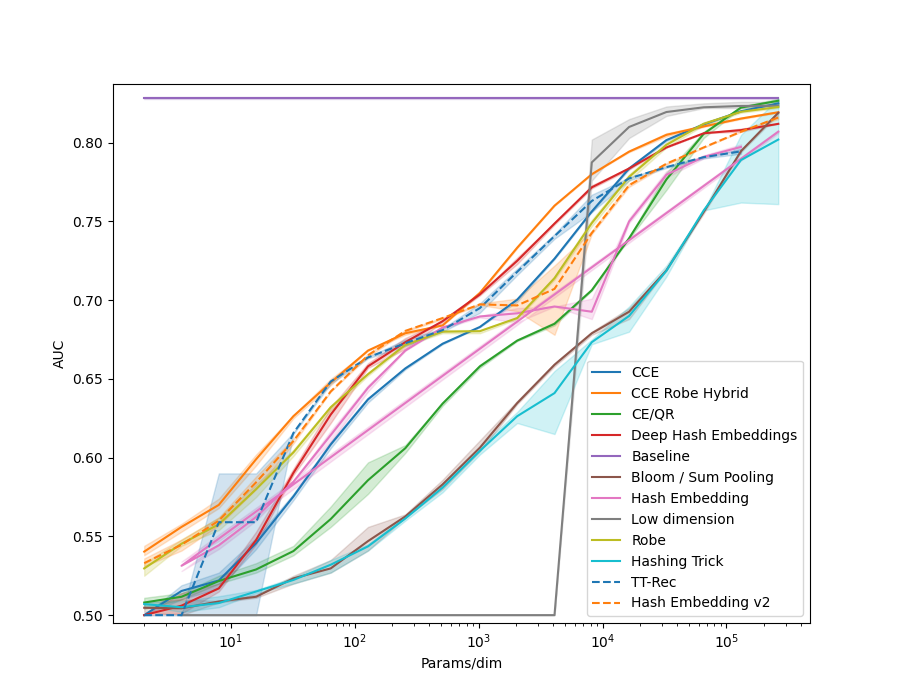 0.80
0.75
0.70
0.65
0.60
0.55
0.50
AUC
10¹
10²
10³
10⁴
10⁵
Params/dim
CCE
CCE Robe Hybrid
CE/QR
Deep Hash Embeddings
Baseline
Bloom / Sum Pooling
Hash Embedding
Low dimension
Robe
Hashing Trick
TT-Rec
Hash Embedding v2